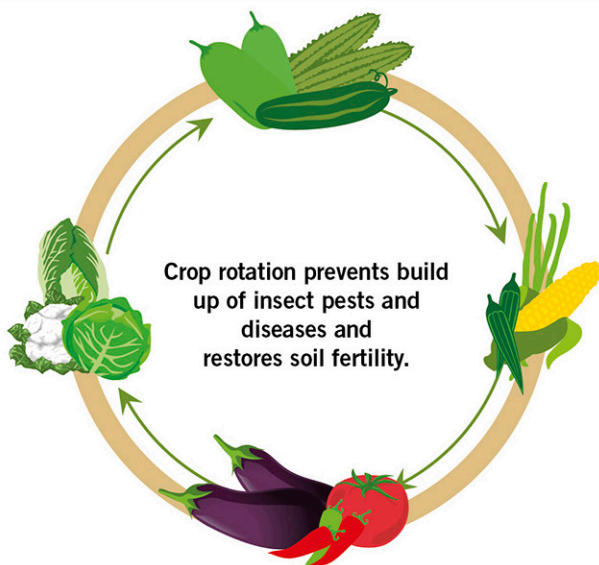 Crop rotation prevents build
up of insect pests and
diseases and
restores soil fertility.